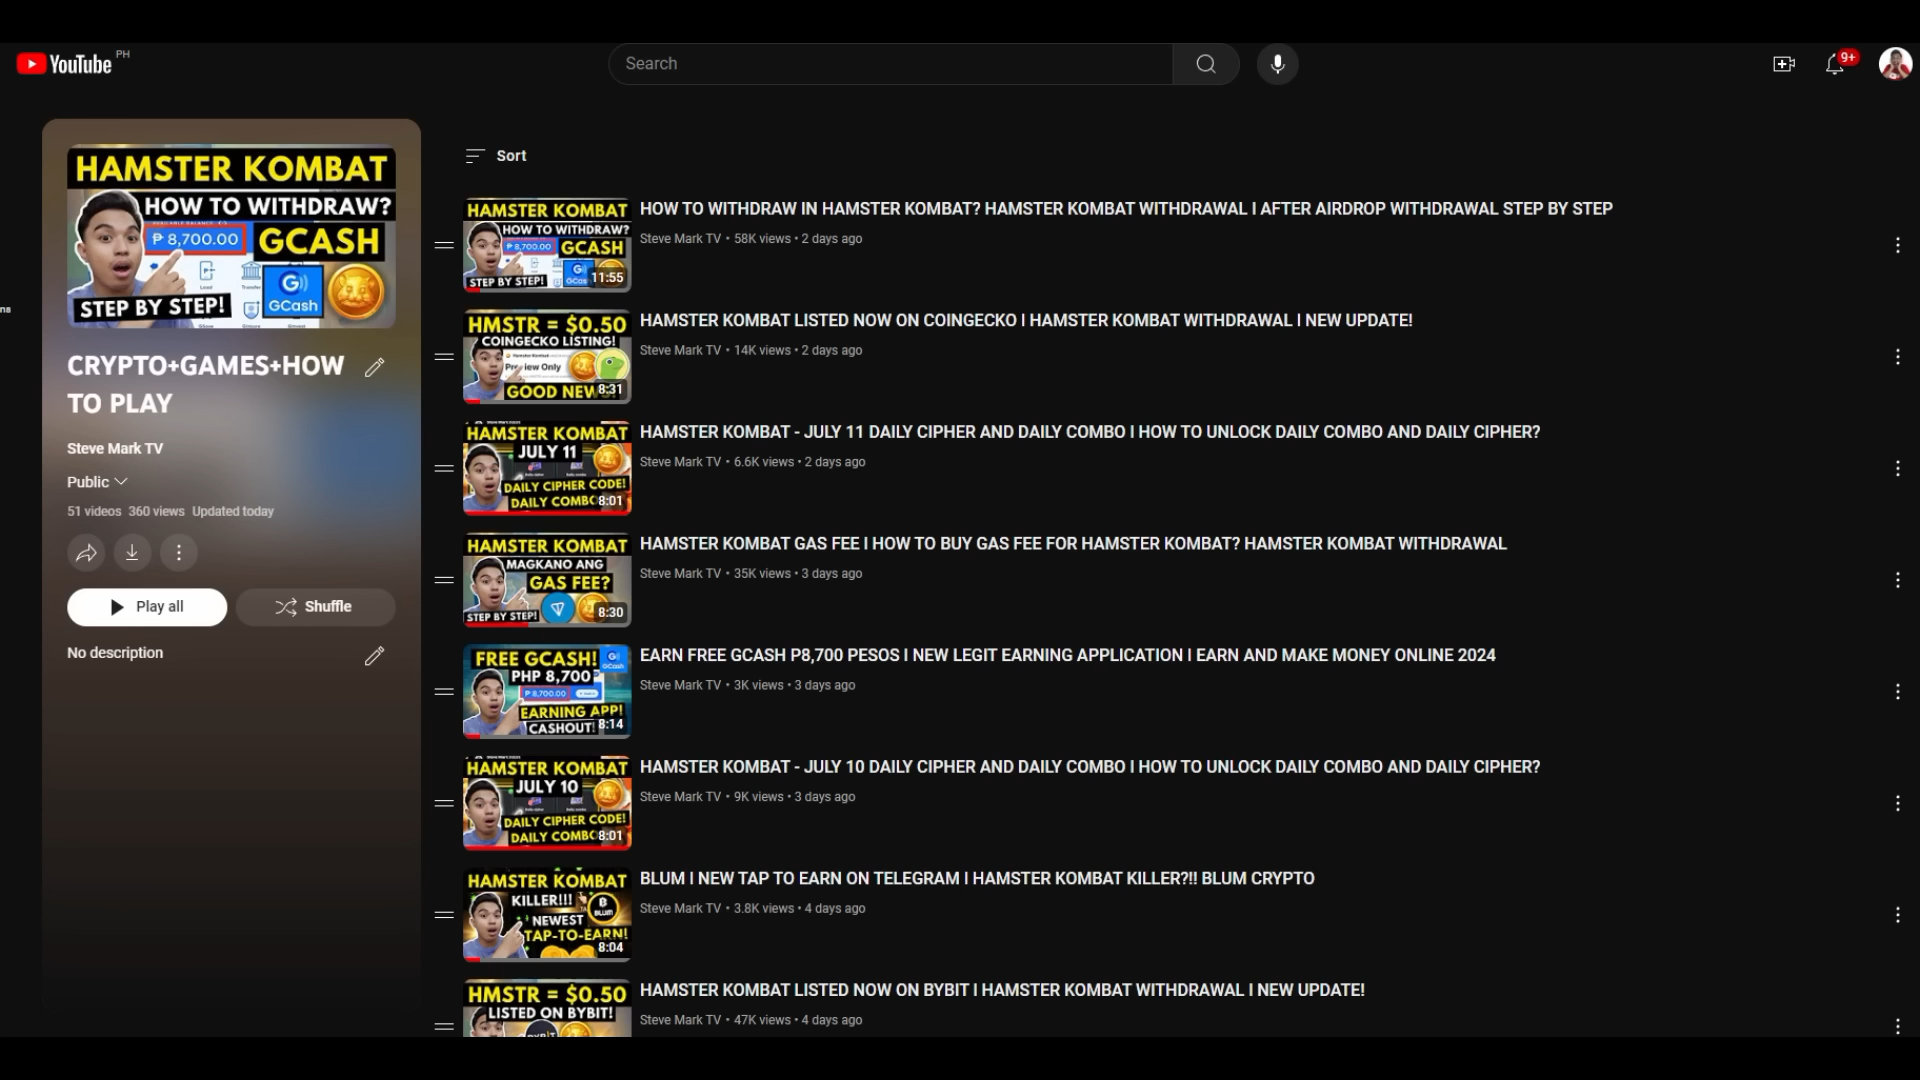 YouTube PH
Search
9+
ns
HAMSTER KOMBAT
HOW TO WITHDRAW?
₱ 8,700.00
GCASH
STEP BY STEP!
GCash
CRYPTO+GAMES+HOW
TO PLAY
Steve Mark TV
Public
51 videos 360 views Updated today
Play all
Shuffle
No description
Sort
HAMSTER KOMBAT
HOW TO WITHDRAW?
₱ 8,700.00
GCASH
STEP BY STEP!
11:55
HOW TO WITHDRAW IN HAMSTER KOMBAT? HAMSTER KOMBAT WITHDRAWAL I AFTER AIRDROP WITHDRAWAL STEP BY STEP
Steve Mark TV • 58K views • 2 days ago
HMSTR = $0.50
COINGECKO LISTING!
Hamster Kombat
Preview Only
GOOD NEW
8:31
HAMSTER KOMBAT LISTED NOW ON COINGECKO I HAMSTER KOMBAT WITHDRAWAL I NEW UPDATE!
Steve Mark TV • 14K views • 2 days ago
HAMSTER KOMBAT
JULY 11
DAILY CIPHER CODE!
DAILY COMBO
8:01
HAMSTER KOMBAT - JULY 11 DAILY CIPHER AND DAILY COMBO I HOW TO UNLOCK DAILY COMBO AND DAILY CIPHER?
Steve Mark TV • 6.6K views • 2 days ago
HAMSTER KOMBAT
MAGKANO ANG
GAS FEE?
STEP BY STEP!
8:30
HAMSTER KOMBAT GAS FEE I HOW TO BUY GAS FEE FOR HAMSTER KOMBAT? HAMSTER KOMBAT WITHDRAWAL
Steve Mark TV • 35K views • 3 days ago
FREE GCASH!
GCash
PHP 8,700
₱ 8,700.00
EARNING APP!
CASHOUT!
8:14
EARN FREE GCASH P8,700 PESOS I NEW LEGIT EARNING APPLICATION I EARN AND MAKE MONEY ONLINE 2024
Steve Mark TV • 3K views • 3 days ago
HAMSTER KOMBAT
JULY 10
DAILY CIPHER CODE!
DAILY COMBO
8:01
HAMSTER KOMBAT - JULY 10 DAILY CIPHER AND DAILY COMBO I HOW TO UNLOCK DAILY COMBO AND DAILY CIPHER?
Steve Mark TV • 9K views • 3 days ago
HAMSTER KOMBAT
KILLER!!!
BLUM
NEWEST
TAP-TO-EARN!
8:04
BLUM I NEW TAP TO EARN ON TELEGRAM I HAMSTER KOMBAT KILLER?!! BLUM CRYPTO
Steve Mark TV • 3.8K views • 4 days ago
HMSTR = $0.50
LISTED ON BYBIT!
HAMSTER KOMBAT LISTED NOW ON BYBIT I HAMSTER KOMBAT WITHDRAWAL I NEW UPDATE!
Steve Mark TV • 47K views • 4 days ago